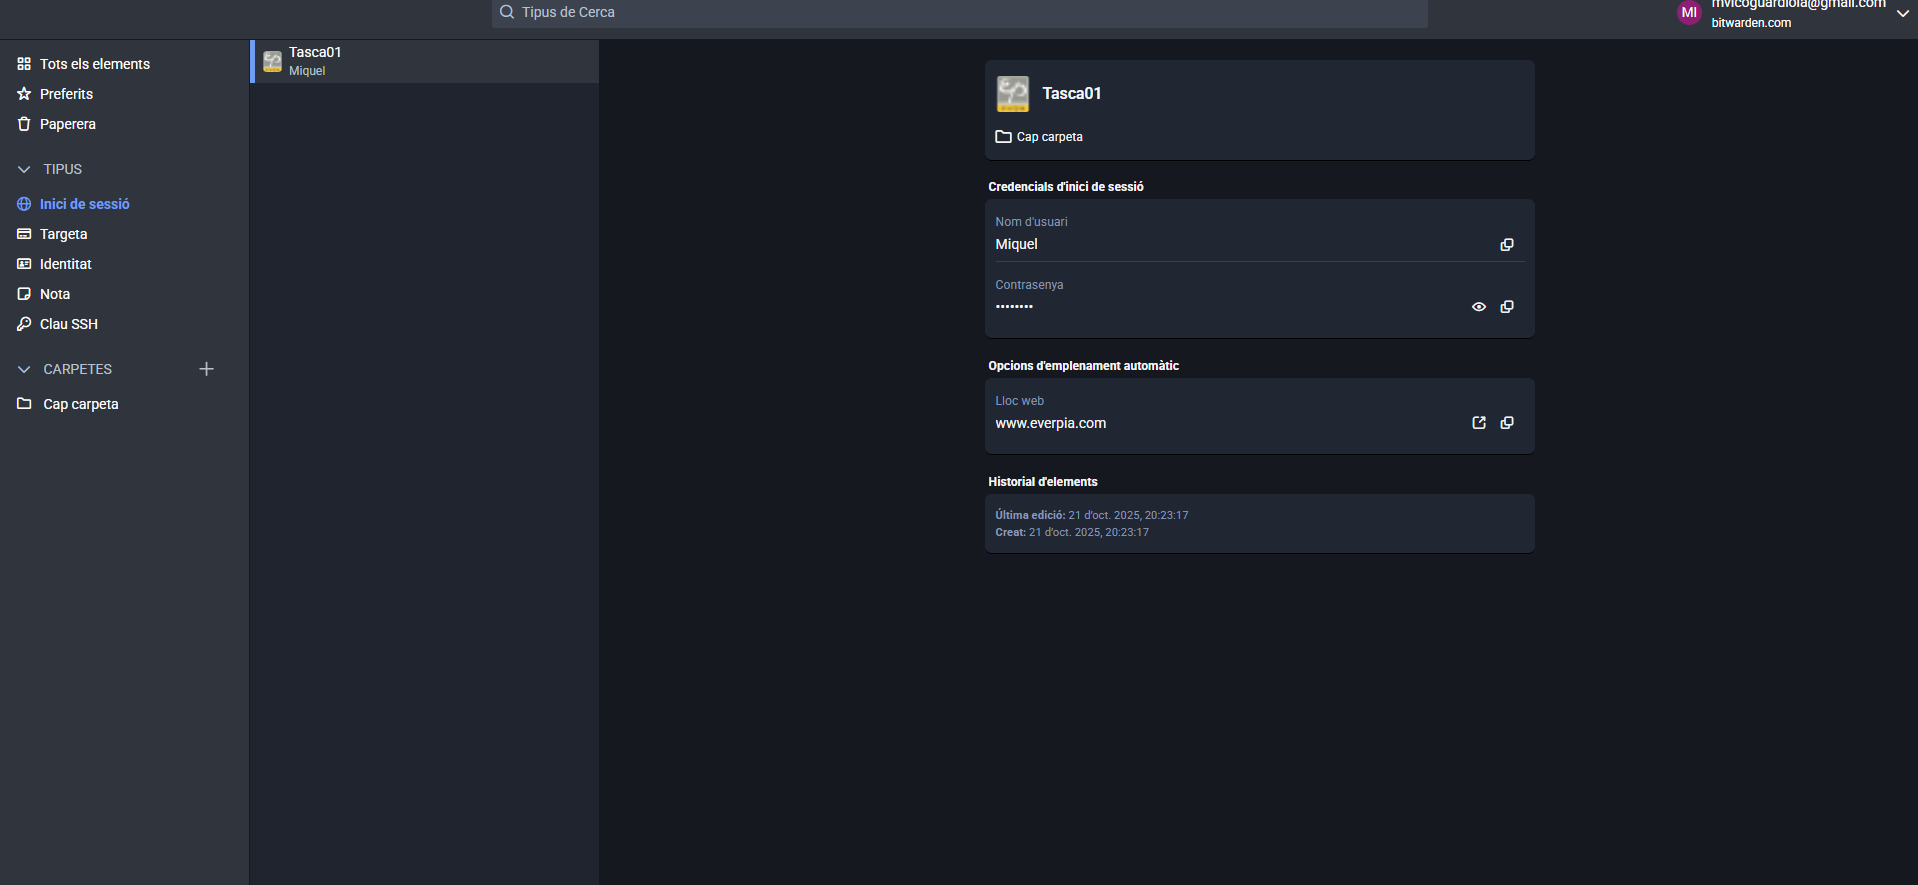 Tipus de Cerca
MI
mvicoguardiola@gmail.com
bitwarden.com
Tots els elements
Preferits
Paperera
TIPUS
Inici de sessió
Targeta
Identitat
Nota
Clau SSH
CARPETES
Cap carpeta
Tasca01
Miquel
Tasca01
Cap carpeta
Credencials d'inici de sessió
Nom d'usuari
Miquel
Contrasenya
••••••••
Opcions d'emplenament automàtic
Lloc web
www.everpia.com
Historial d'elements
Última edició: 21 d'oct. 2025, 20:23:17
Creat: 21 d'oct. 2025, 20:23:17